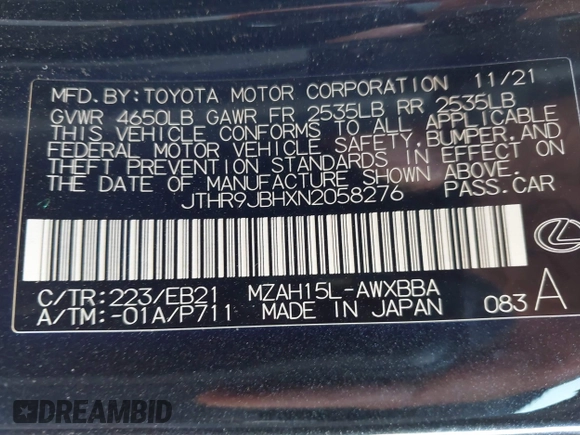 MFD. BY: TOYOTA MOTOR CORPORATION 11/21
GVWR 4650LB GAWR FR 2535LB RR 2535LB
THIS VEHICLE CONFORMS TO ALL APPLICABLE
FEDERAL MOTOR VEHICLE SAFETY, BUMPER, AND
THEFT PREVENTION STANDARDS IN EFFECT ON
THE DATE OF MANUFACTURE SHOWN ABOVE.
JTHR9JBHXN2058276 PASS. CAR
C/TR: 223/EB21 MZAH15L-AWXBBA
A/TM: -01A/P711 MADE IN JAPAN 083 A
DREAMBID